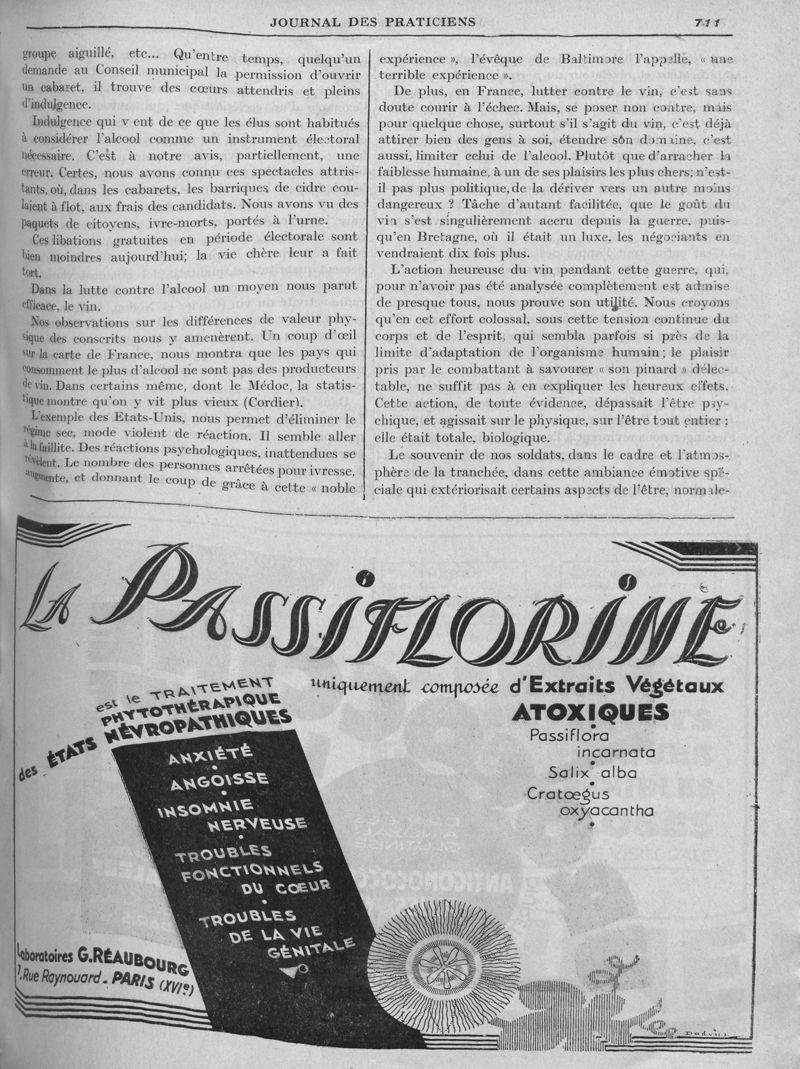 JOURNAL DES PRATICIENS 711
groupe aiguillé, etc... Qu'entre temps, quelqu'un
demande au Conseil municipal la permission d'ouvrir
un cabaret, il trouve des cœurs attendris et pleins
d'indulgence.
Indulgence qui v ent de ce que les élus sont habitués
à considérer l'alcool comme un instrument électoral
nécessaire. C'est à notre avis, partiellement, une
erreur. Certes, nous avons connu ces spectacles attris-
tants, où, dans les cabarets, les barriques de cidre cou-
laient à flot, aux frais des candidats. Nous avons vu des
paquets de citoyens, ivre-morts, portés à l'urne.
Ces libations gratuites en période électorale sont
bien moindres aujourd'hui; la vie chère leur a fait
tort.
Dans la lutte contre l'alcool un moyen nous parut
efficace, le vin.
Nos observations sur les différences de valeur phy-
sique des conscrits nous y amenèrent. Un coup d'œil
sur la carte de France, nous montra que les pays qui
consomment le plus d'alcool ne sont pas des producteurs
de vin. Dans certains même, dont le Médoc, la statis-
tique montre qu'on y vit plus vieux (Cordier).
L'exemple des Etats-Unis, nous permet d'éliminer le
régime sec, mode violent de réaction. Il semble aller
à la faillite. Des réactions psychologiques, inattendues se
révèlent. Le nombre des personnes arrêtées pour ivresse,
augmente, et donnant le coup de grâce à cette « noble
expérience », l'évêque de Baltimore l'appelle, « une
terrible expérience ».
De plus, en France, lutter contre le vin, c'est sans
doute courir à l'échec. Mais, se poser non contre, mais
pour quelque chose, surtout s'il s'agit du vin, c'est déjà
attirer bien des gens à soi, étendre sôn domaine, c'est
aussi, limiter celui de l'alcool. Plutôt que d'arracher la
faiblesse humaine, à un de ses plaisirs les plus chers; n'est-
il pas plus politique, de la dériver vers un autre moins
dangereux ? Tâche d'autant facilitée, que le goût du
vin s'est singulièrement accru depuis la guerre, puis-
qu'en Bretagne, où il était un luxe, les négociants en
vendraient dix fois plus.
L'action heureuse du vin pendant cette guerre, qui,
pour n'avoir pas été analysée complètement est admise
de presque tous, nous prouve son utilité. Nous croyons
qu'en cet effort colossal, sous cette tension continue du
corps et de l'esprit, qui sembla parfois si près de la
limite d'adaptation de l'organisme humain; le plaisir
pris par le combattant à savourer « son pinard » délec-
table, ne suffit pas à en expliquer les heureux effets.
Cette action, de toute évidence, dépassait l'être psy-
chique, et agissait sur le physique, sur l'être tout entier ;
elle était totale, biologique.
Le souvenir de nos soldats, dans le cadre et l'atmos-
phère de la tranchée, dans cette ambiance émotive spé-
ciale qui extériorisait certains aspects de l'être, normale-
LA PASSIFLORINE
est le TRAITEMENT
PHYTOTHÉRAPIQUE
des ÉTATS NÉVROPATHIQUES
uniquement composée d'Extraits Végétaux
ATOXIQUES
Passiflora
incarnata
Salix alba
Cratœgus
oxyacantha
ANXIÉTÉ
ANGOISSE
INSOMNIE
NERVEUSE
TROUBLES
FONCTIONNELS
DU COEUR
TROUBLES
DE LA VIE
GÉNITALE
Laboratoires G.RÉAUBOURG
1, Rue Raynouard - PARIS (XVIe)